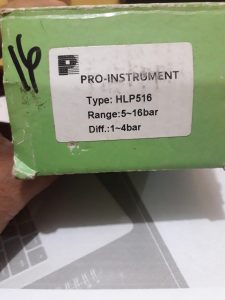 16
P
PRO-INSTRUMENT
Type: HLP516
Range:5~16bar
Diff.:1~4bar